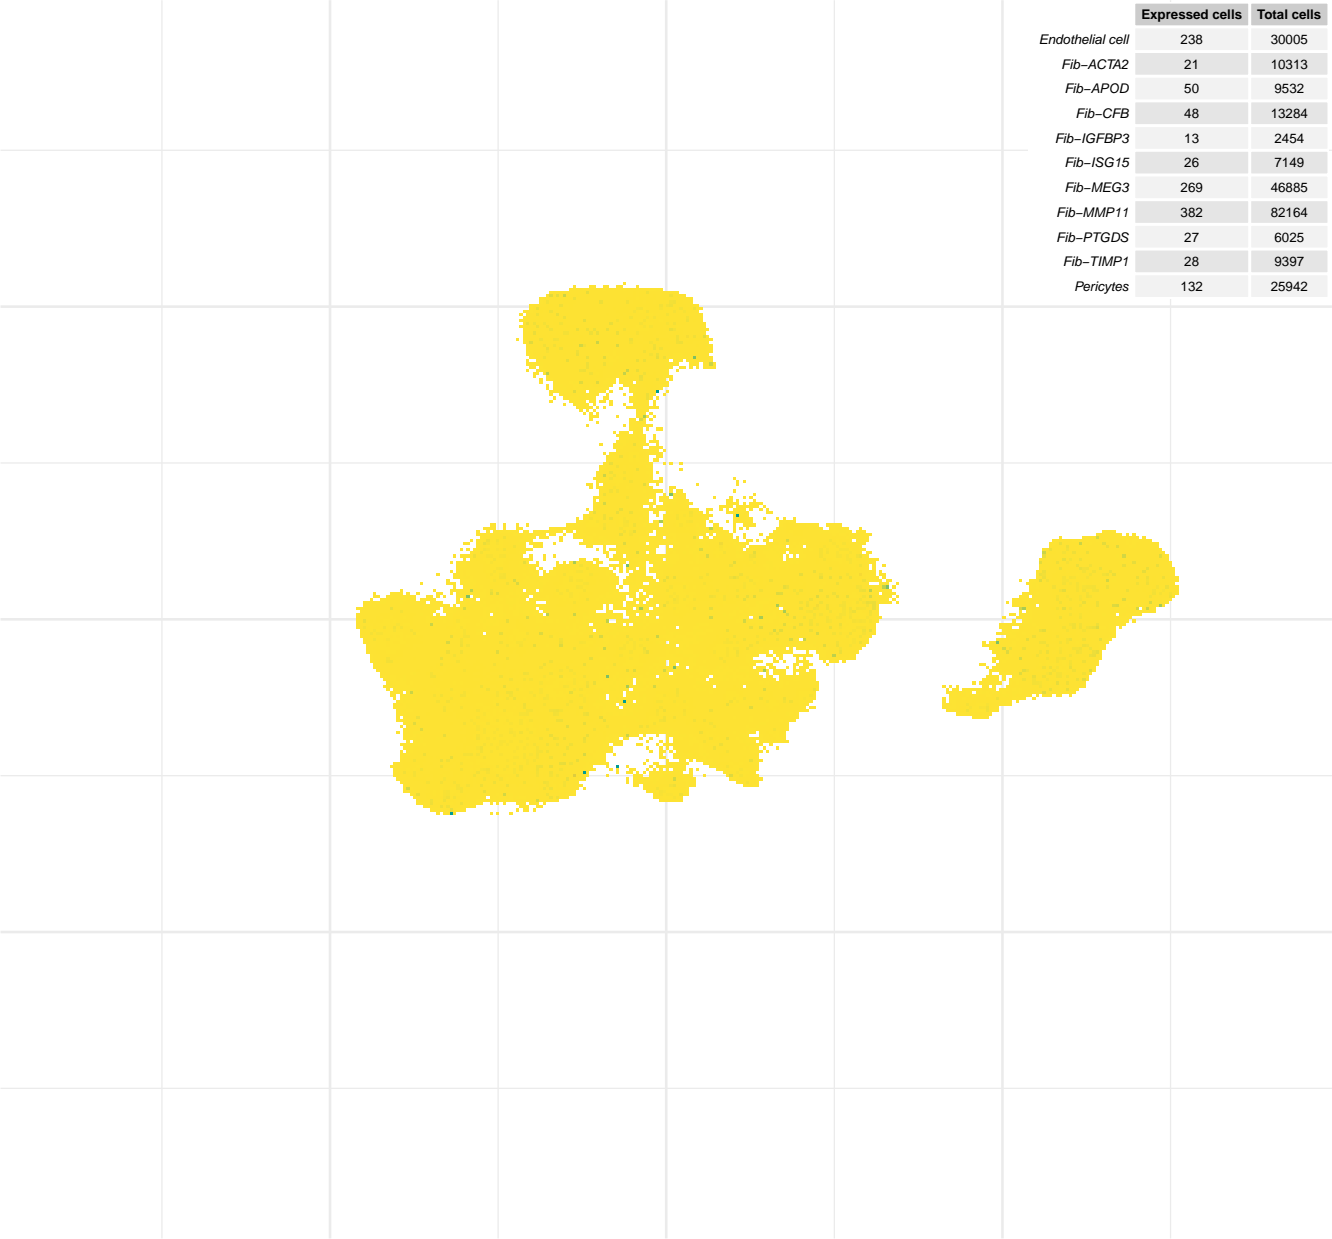 Expressed cells Total cells
Endothelial cell 238 30005
Fib−ACTA2 21 10313
Fib−APOD 50 9532
Fib−CFB 48 13284
Fib−IGFBP3 13 2454
Fib−ISG15 26 7149
Fib−MEG3 269 46885
Fib−MMP11 382 82164
Fib−PTGDS 27 6025
Fib−TIMP1 28 9397
Pericytes 132 25942